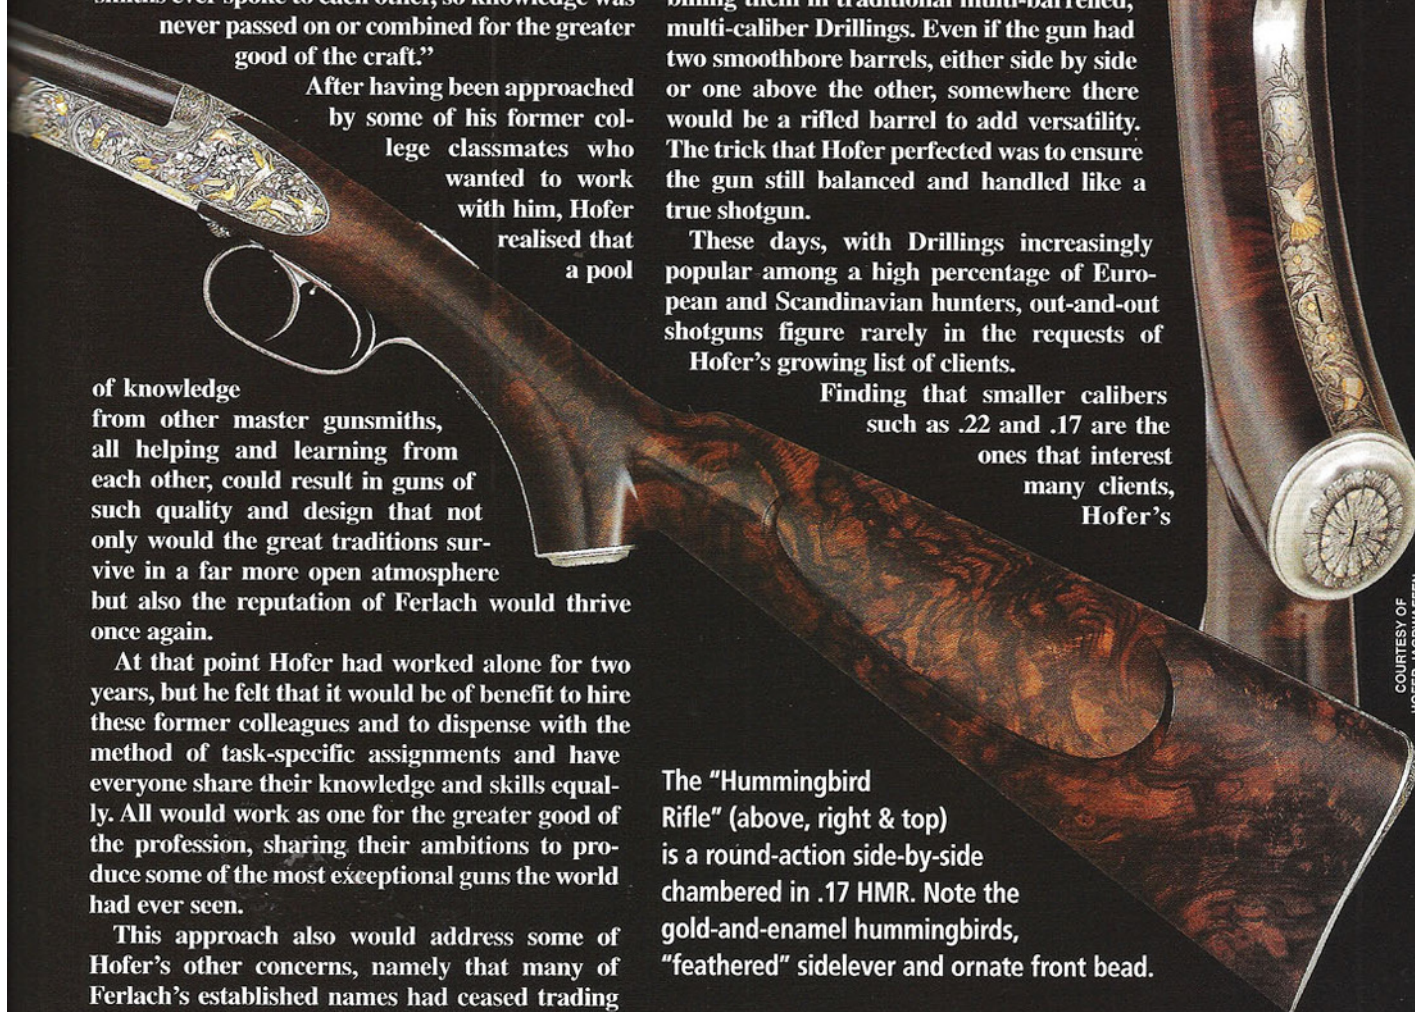 smiths ever spoke to each other, so knowledge was
never passed on or combined for the greater
good of the craft.”
After having been approached
by some of his former col-
lege classmates who
wanted to work
with him, Hofer
realised that
a pool
of knowledge
from other master gunsmiths,
all helping and learning from
each other, could result in guns of
such quality and design that not
only would the great traditions sur-
vive in a far more open atmosphere
but also the reputation of Ferlach would thrive
once again.
At that point Hofer had worked alone for two
years, but he felt that it would be of benefit to hire
these former colleagues and to dispense with the
method of task-specific assignments and have
everyone share their knowledge and skills equal-
ly. All would work as one for the greater good of
the profession, sharing their ambitions to pro-
duce some of the most exceptional guns the world
had ever seen.
This approach also would address some of
Hofer’s other concerns, namely that many of
Ferlach’s established names had ceased trading
them in traditional multi-barrelled,
multi-caliber Drillings. Even if the gun had
two smoothbore barrels, either side by side
or one above the other, somewhere there
would be a rifled barrel to add versatility.
The trick that Hofer perfected was to ensure
the gun still balanced and handled like a
true shotgun.
These days, with Drillings increasingly
popular among a high percentage of Euro-
pean and Scandinavian hunters, out-and-out
shotguns figure rarely in the requests of
Hofer’s growing list of clients.
Finding that smaller calibers
such as .22 and .17 are the
ones that interest
many clients,
Hofer’s
The "Hummingbird
Rifle" (above, right & top)
is a round-action side-by-side
chambered in .17 HMR. Note the
gold-and-enamel hummingbirds,
"feathered" sidelever and ornate front bead.
COURTESY OF